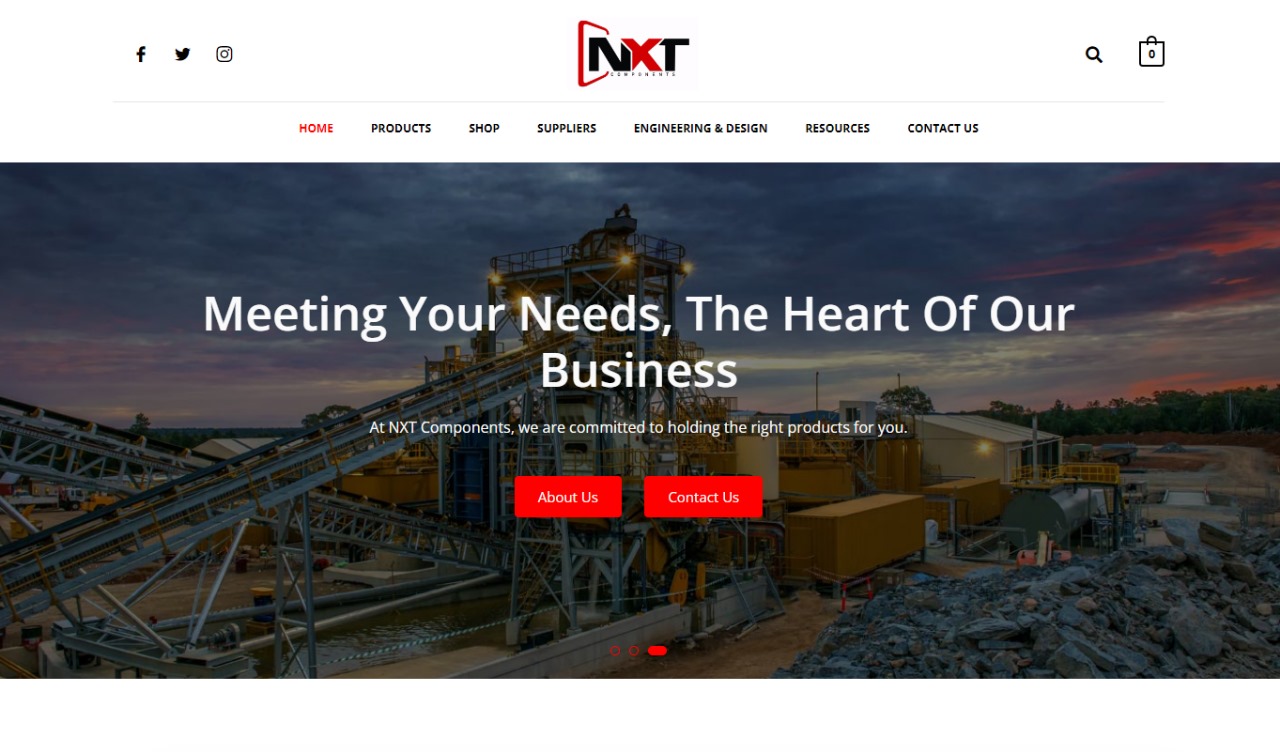 NXT
COMPONENTS
0
HOME PRODUCTS SHOP SUPPLIERS ENGINEERING & DESIGN RESOURCES CONTACT US
Meeting Your Needs, The Heart Of Our
Business
At NXT Components, we are committed to holding the right products for you.
About Us Contact Us